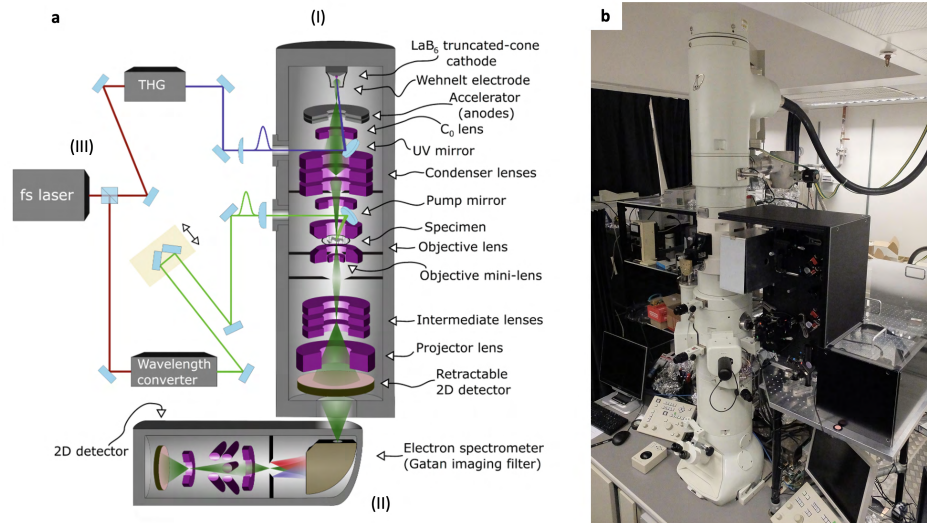 a
(I)
LaB6 truncated-cone
cathode
Wehnelt electrode
Accelerator
(anodes)
C0 lens
UV mirror
Condenser lenses
Pump mirror
Specimen
Objective lens
Objective mini-lens
Intermediate lenses
Projector lens
Retractable
2D detector
Electron spectrometer
(Gatan imaging filter)
(II)
THG
(III)
fs laser
Wavelength
converter
2D detector
b